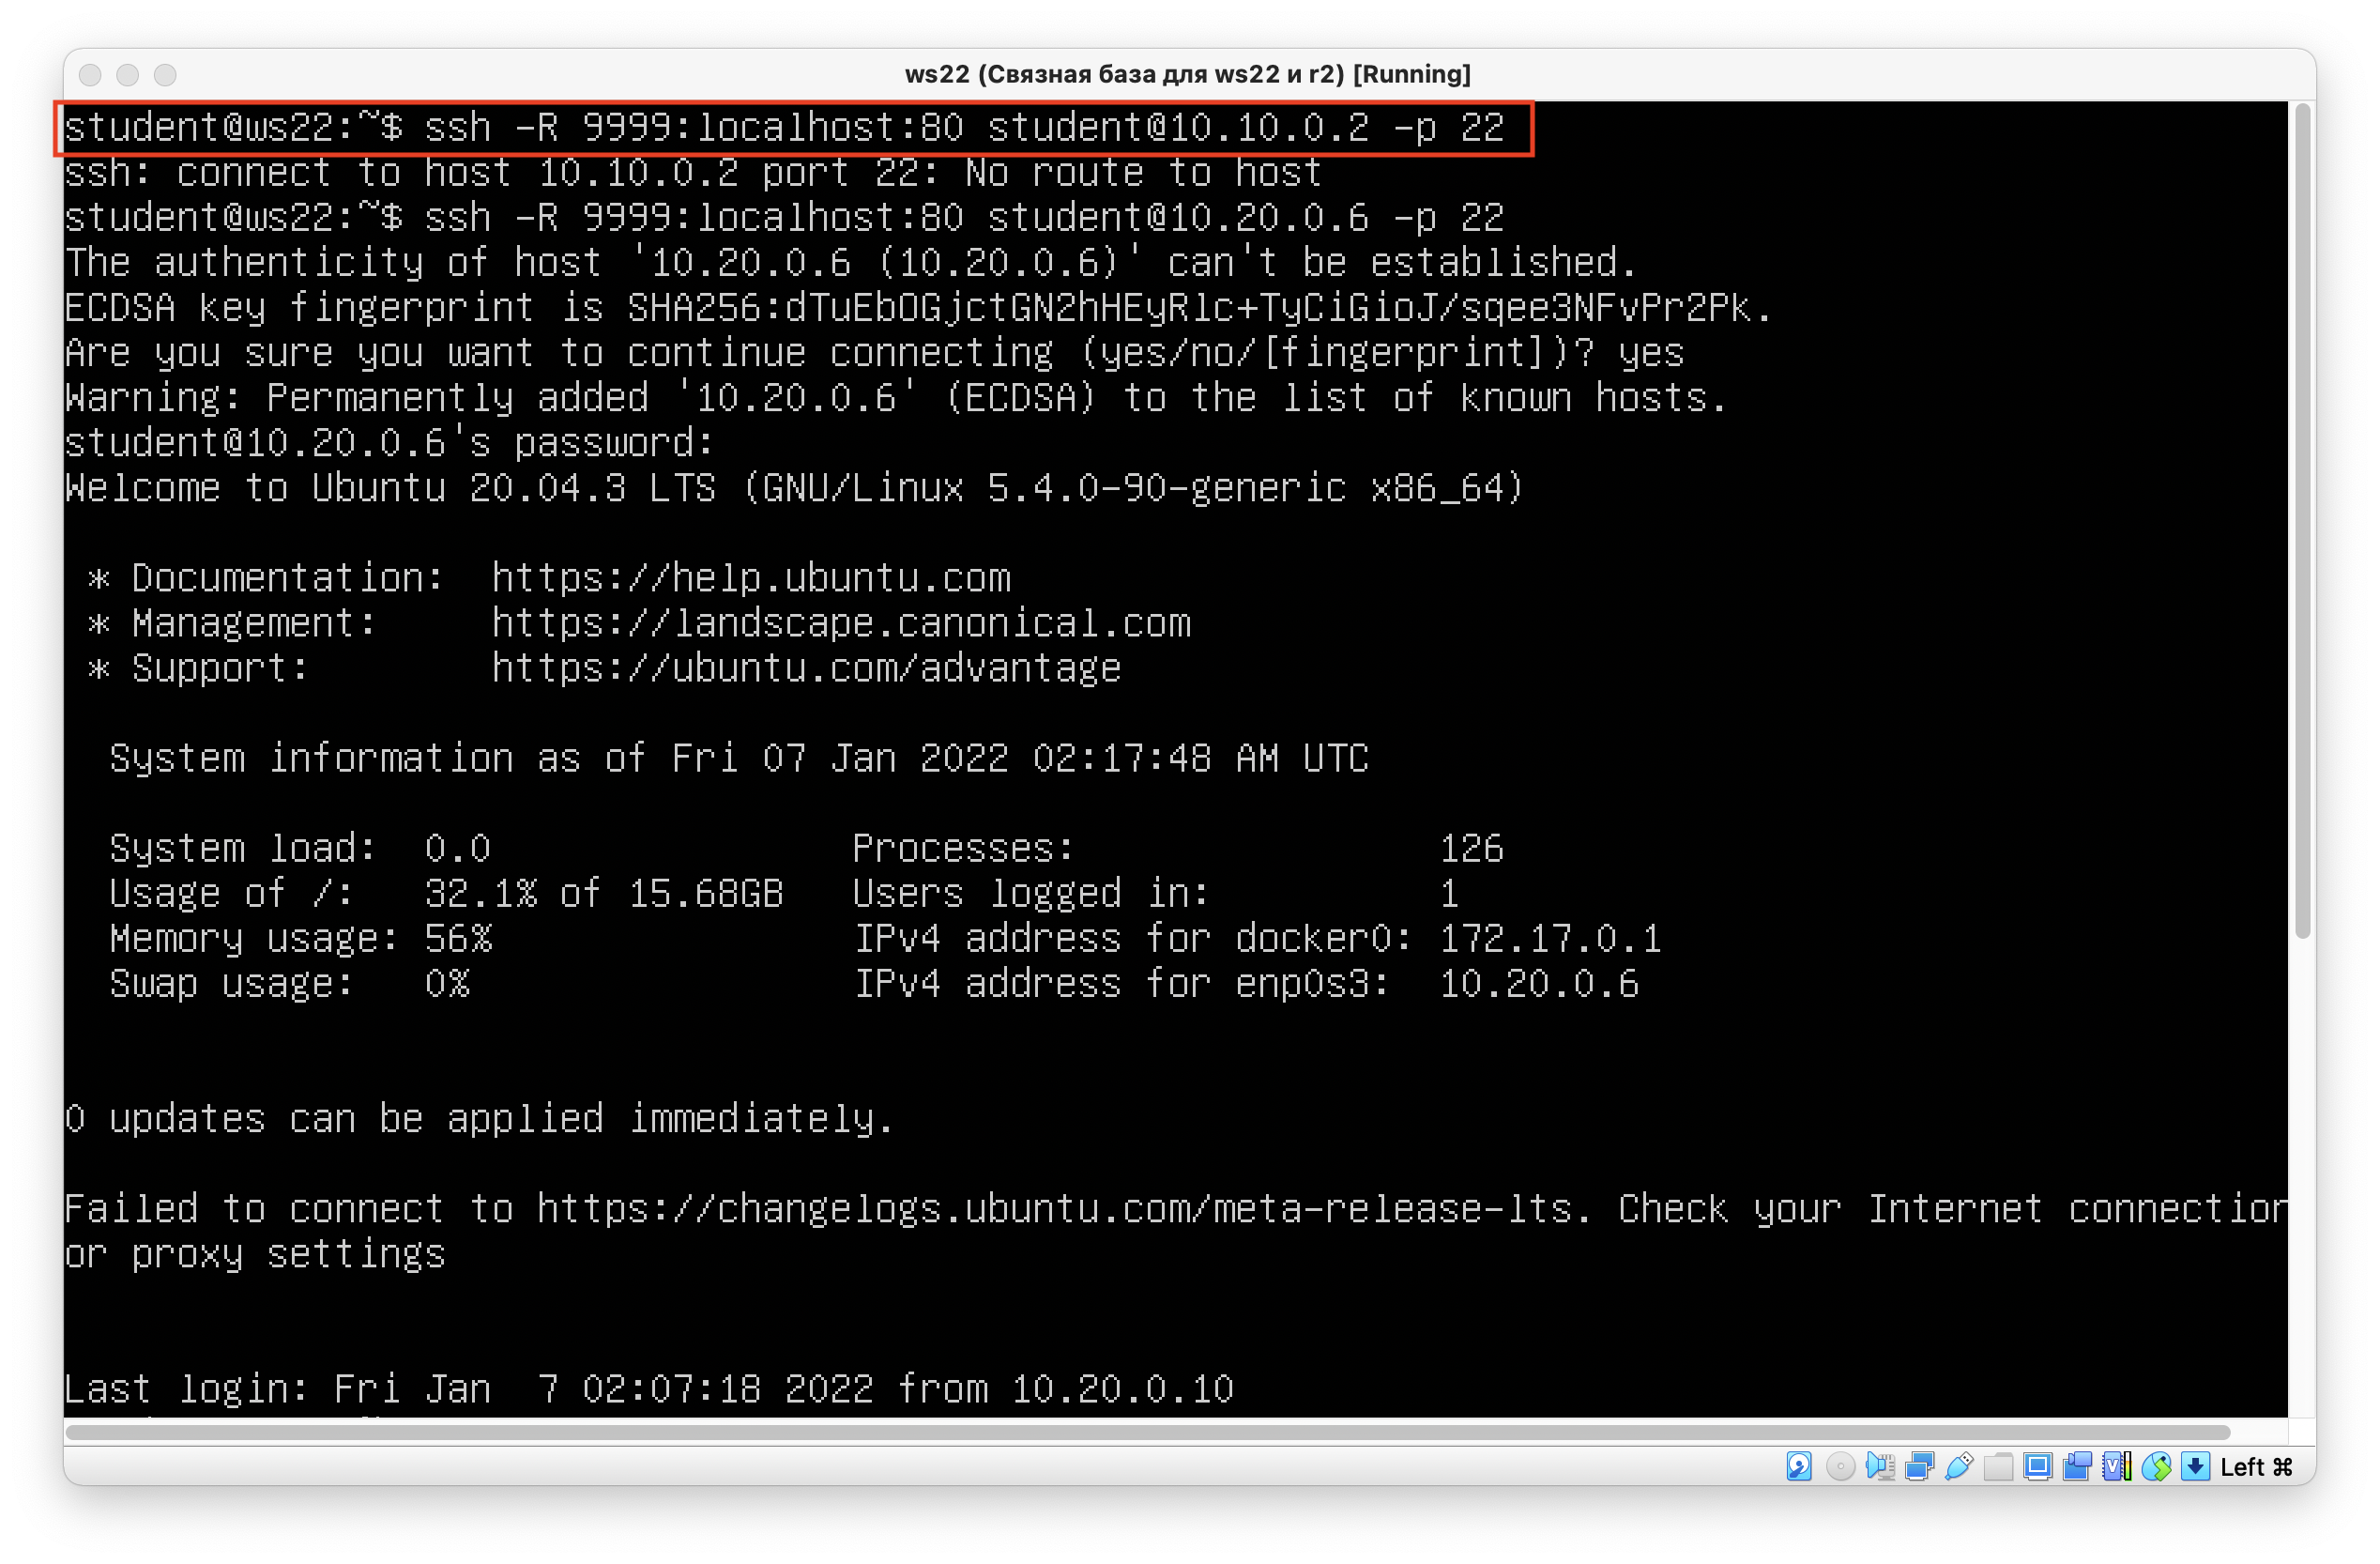 ws22 (Связная база для ws22 и r2) [Running]
student@ws22:~$ ssh -R 9999:localhost:80 student@10.10.0.2 -p 22
ssh: connect to host 10.10.0.2 port 22: No route to host
student@ws22:~$ ssh -R 9999:localhost:80 student@10.20.0.6 -p 22
The authenticity of host '10.20.0.6 (10.20.0.6)' can't be established.
ECDSA key fingerprint is SHA256:dTuEbOGjctGN2hHEyRlc+TyCiGioJ/sqee3NFvPr2Pk.
Are you sure you want to continue connecting (yes/no/[fingerprint])? yes
Warning: Permanently added '10.20.0.6' (ECDSA) to the list of known hosts.
student@10.20.0.6's password:
Welcome to Ubuntu 20.04.3 LTS (GNU/Linux 5.4.0-90-generic x86_64)
* Documentation:  https://help.ubuntu.com
* Management:     https://landscape.canonical.com
* Support:        https://ubuntu.com/advantage
System information as of Fri 07 Jan 2022 02:17:48 AM UTC
System load:  0.0                Processes:                126
Usage of /:   32.1% of 15.68GB   Users logged in:          1
Memory usage: 56%                IPv4 address for docker0: 172.17.0.1
Swap usage:   0%                 IPv4 address for enp0s3:  10.20.0.6
0 updates can be applied immediately.
Failed to connect to https://changelogs.ubuntu.com/meta-release-lts. Check your Internet connection
or proxy settings
Last login: Fri Jan  7 02:07:18 2022 from 10.20.0.10
Left ⌘